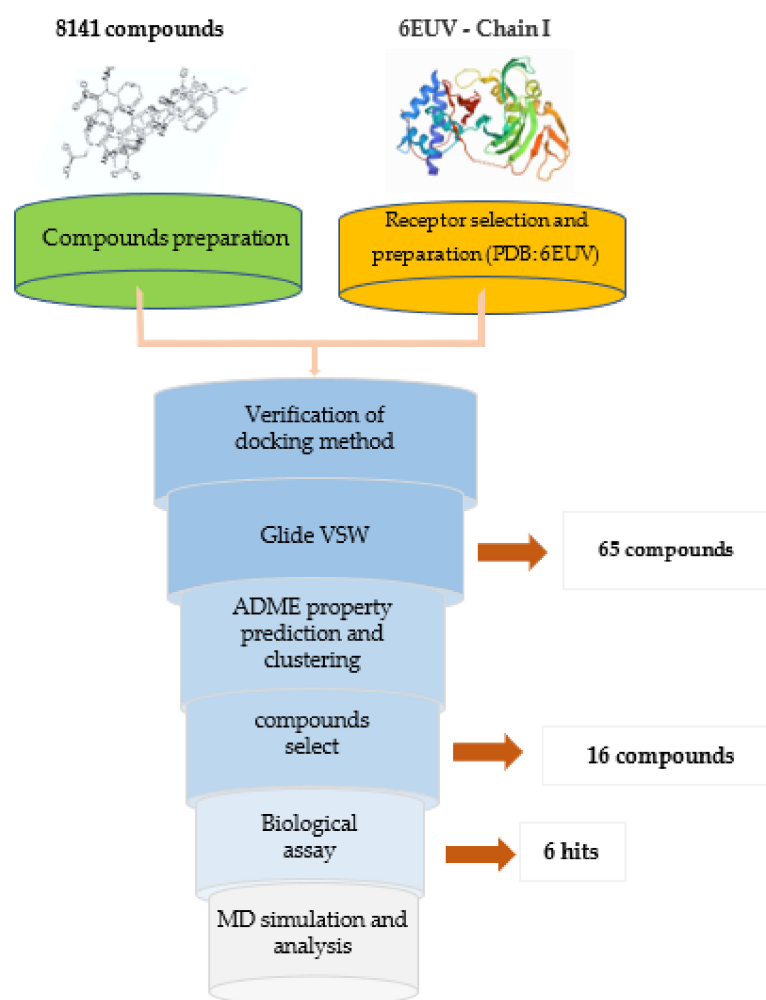 8141 compounds
6EUV - Chain I
Compounds preparation
Receptor selection and
preparation (PDB:6EUV)
Verification of
docking method
Glide VSW
65 compounds
ADME property
prediction and
clustering
compounds
select
16 compounds
Biological
assay
6 hits
MD simulation and
analysis